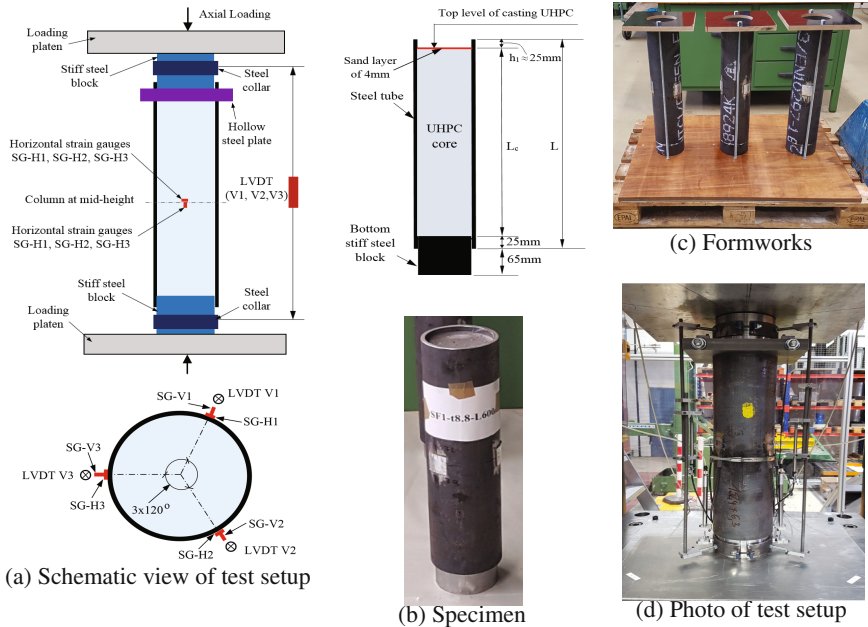 Axial Loading
Loading
platen
Stiff steel
block
Steel
collar
Hollow
steel plate
Horizontal strain gauges
SG-H1, SG-H2, SG-H3
LVDT
(V1, V2,V3)
Column at mid-height
Horizontal strain gauges
SG-H1, SG-H2, SG-H3
Stiff steel
block
Steel
collar
Loading
platen
SG-V1
LVDT V1
SG-H1
SG-V3
LVDT V3
SG-H3
3x120°
SG-V2
SG-H2
LVDT V2
(a) Schematic view of test setup
Top level of casting UHPC
Sand layer
of 4mm
h₁ ≈ 25mm
Steel tube
UHPC
core
Lc
L
Bottom
stiff steel
block
25mm
65mm
SF1-t8.8-L600
(b) Specimen
18924K
3/EN10297-1
(c) Formworks
(d) Photo of test setup